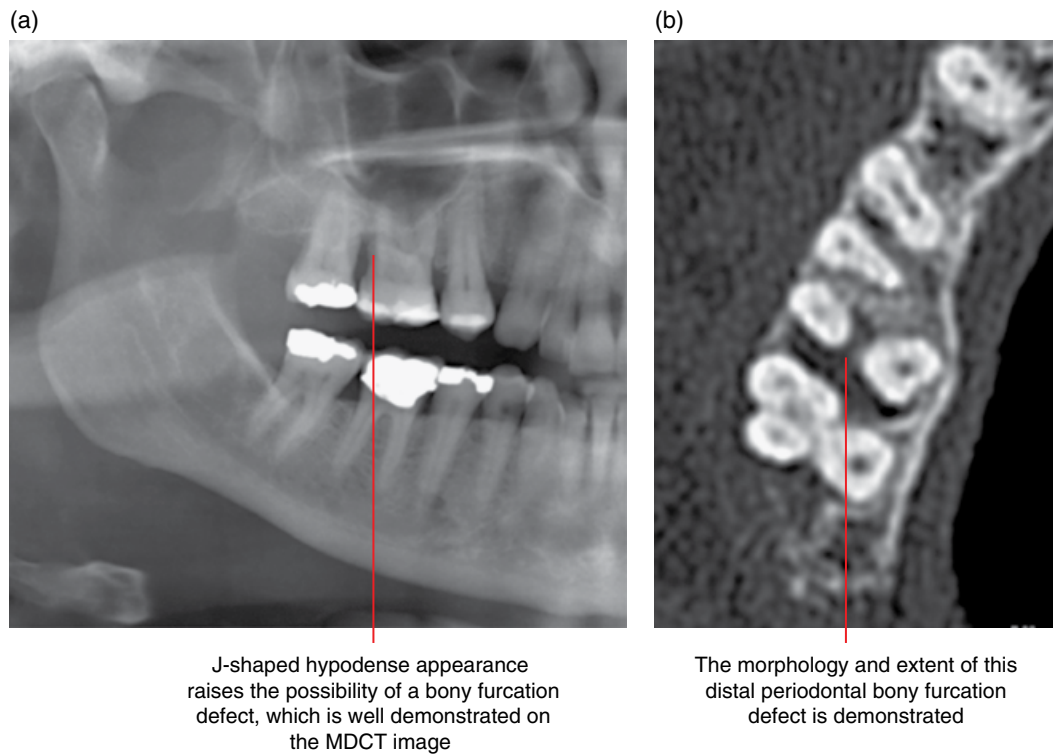 (a)
(b)
J-shaped hypodense appearance
raises the possibility of a bony furcation
defect, which is well demonstrated on
the MDCT image
The morphology and extent of this
distal periodontal bony furcation
defect is demonstrated